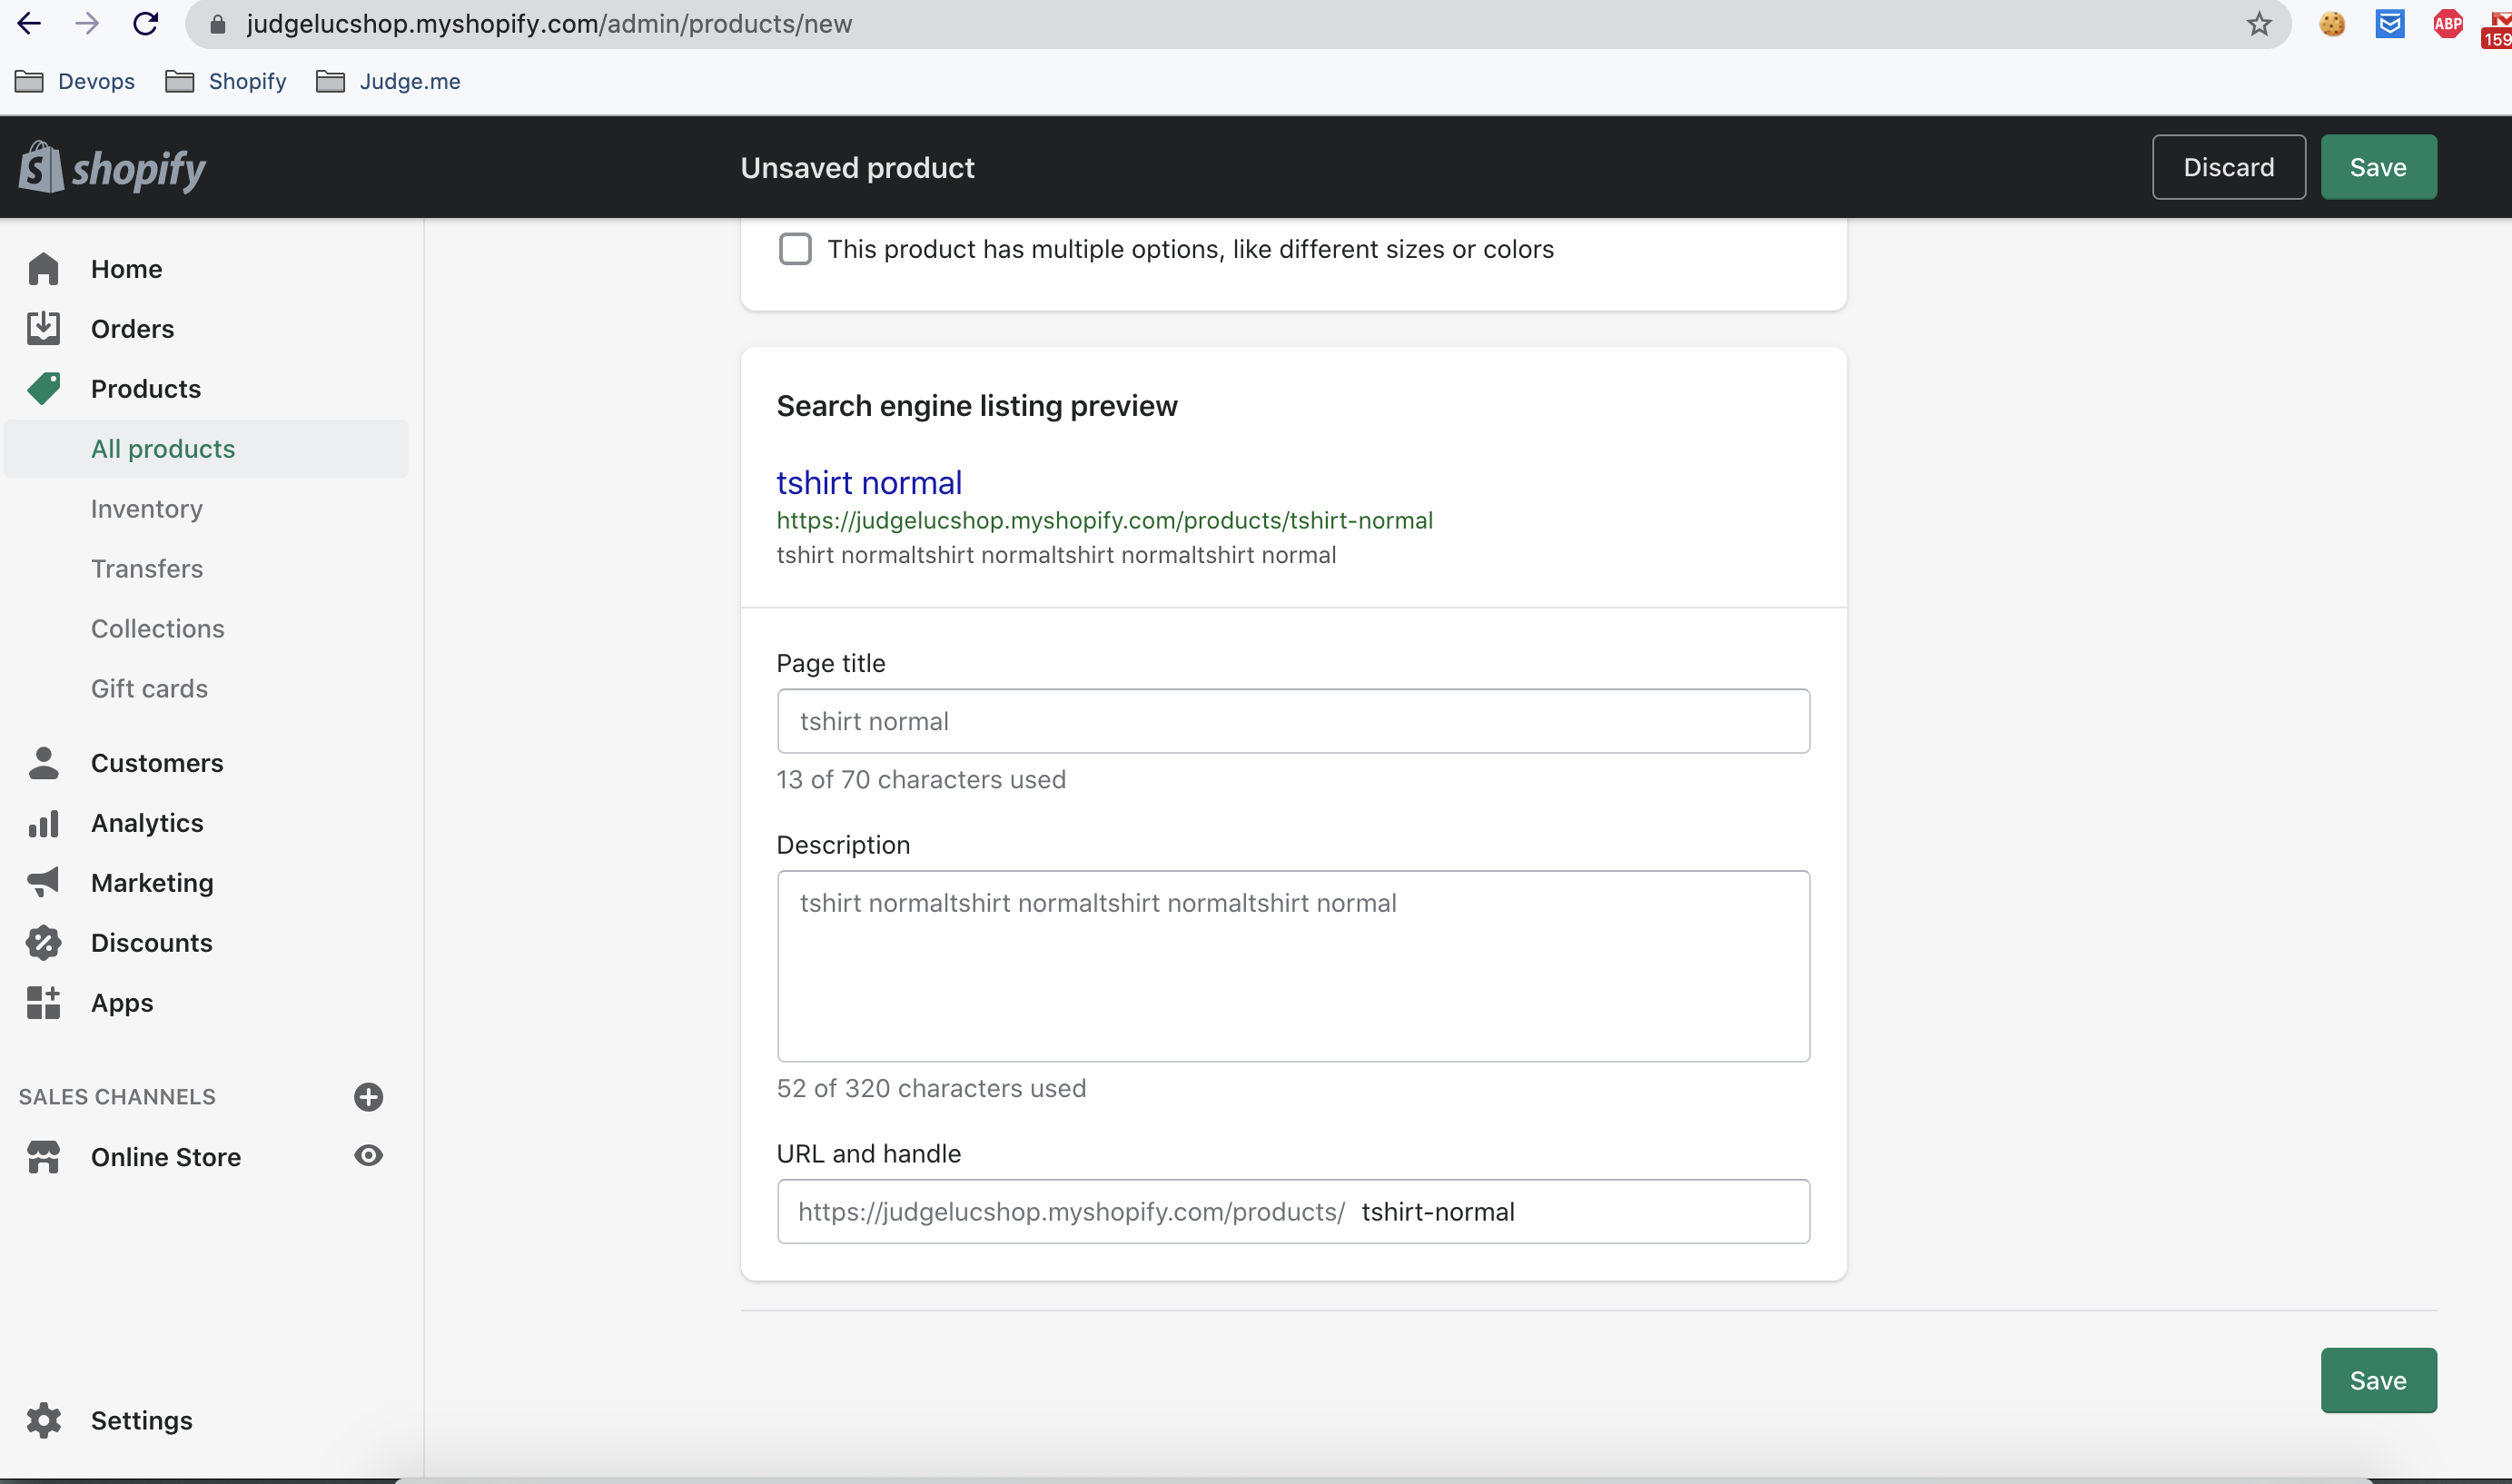 judgelucshop.myshopify.com/admin/products/new
ABP
159
Devops
Shopify
Judge.me
shopify
Unsaved product
Discard
Save
Home
Orders
Products
All products
Inventory
Transfers
Collections
Gift cards
Customers
Analytics
Marketing
Discounts
Apps
SALES CHANNELS
Online Store
Settings
This product has multiple options, like different sizes or colors
Search engine listing preview
tshirt normal
https://judgelucshop.myshopify.com/products/tshirt-normal
tshirt normaltshirt normaltshirt normaltshirt normal
Page title
tshirt normal
13 of 70 characters used
Description
tshirt normaltshirt normaltshirt normaltshirt normal
52 of 320 characters used
URL and handle
https://judgelucshop.myshopify.com/products/ tshirt-normal
Save